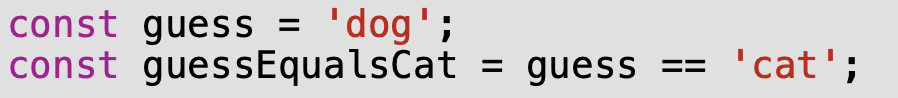 const guess = 'dog';
const guessEqualsCat = guess == 'cat';